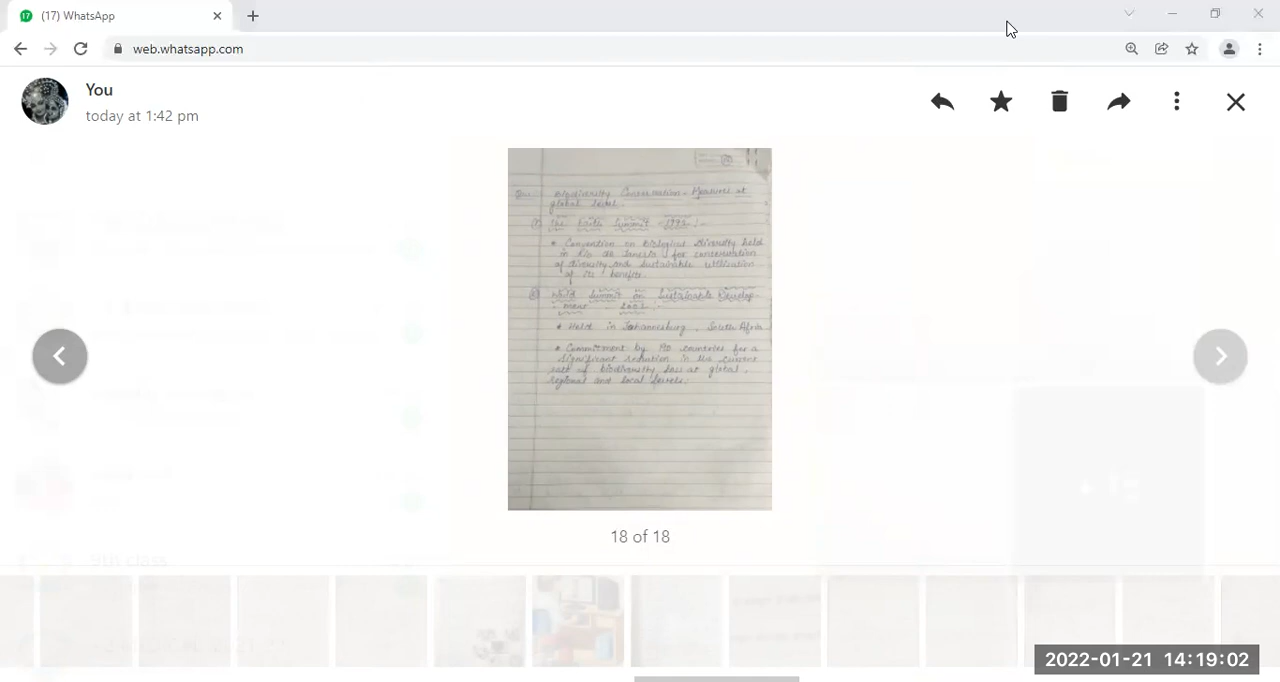 (17) WhatsApp
web.whatsapp.com
You
today at 1:42 pm
Biodiversity Conservation - Measures at
global level.
The Earth Summit - 1992 :-
* Convention on Biological Diversity held
in Rio de Janeiro for conservation
of diversity and sustainable utilisation
of its benefits.
World Summit on Sustainable Develop-
ment - 2002 :-
* Held in Johannesburg, South Africa
* Commitment by 190 countries for a
significant reduction in the current
rate of biodiversity loss at global,
regional and local levels.
18 of 18
9th class
2022-01-21 14:19:02